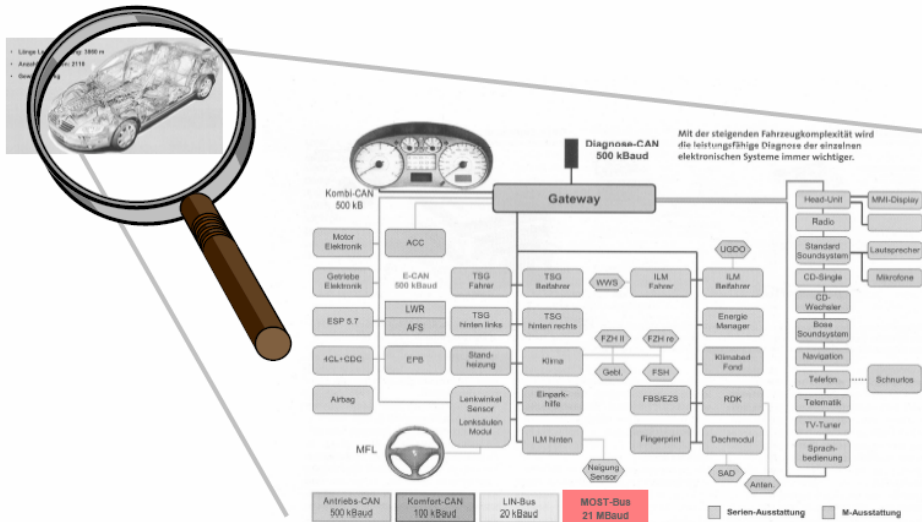 Länge
3860 m
2110
Diagnose-CAN
500 kBaud
Mit der steigenden Fahrzeugkomplexität wird
die leistungsfähige Diagnose der einzelnen
elektronischen Systeme immer wichtiger.
Kombi-CAN
500 kB
Gateway
Motor
Elektronik
ACC
Getriebe
Elektronik
E-CAN
500 kBaud
ESP 5.7
LWR
AFS
4CL+CDC
EPB
Airbag
MFL
TSG
Fahrer
TSG
Beifahrer
TSG
hinten links
TSG
hinten rechts
Stand-
heizung
Klima
Lenkwinkel
Sensor
Lenksäulen
Modul
Einpark-
hilfe
ILM hinten
Neigung
Sensor
UGDO
WWS
ILM
Fahrer
ILM
Beifahrer
Energie
Manager
FZH li
FZH re
Gebl.
FSH
Klimabed
Fond
FBS/EZS
RDK
Fingerprint
Dachmodul
SAD
Anten.
Head-Unit
MMI-Display
Radio
Standard
Soundsystem
Lautsprecher
CD-Single
Mikrofone
CD-
Wechsler
Bose
Soundsystem
Navigation
Telefon
Schnurlos
Telematik
TV-Tuner
Sprach-
bedienung
Antriebs-CAN
500 kBaud
Komfort-CAN
100 kBaud
LIN-Bus
20 kBaud
MOST-Bus
21 MBaud
Serien-Ausstattung
M-Ausstattung